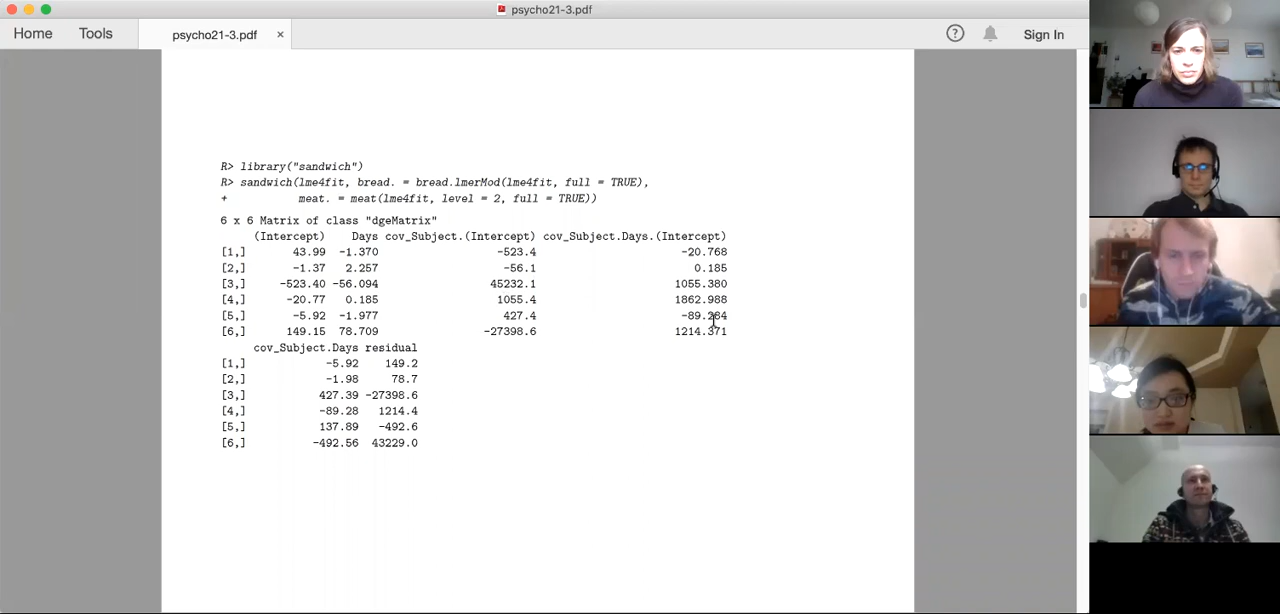 psycho21-3.pdf
Home Tools psycho21-3.pdf × ? Sign In
R> library("sandwich")
R> sandwich(lme4fit, bread. = bread.lmerMod(lme4fit, full = TRUE),
+ meat. = meat(lme4fit, level = 2, full = TRUE))
6 x 6 Matrix of class "dgeMatrix"
(Intercept) Days cov_Subject.(Intercept) cov_Subject.Days.(Intercept)
[1,] 43.99 -1.370 -523.4 -20.768
[2,] -1.37 2.257 -56.1 0.185
[3,] -523.40 -56.094 45232.1 1055.380
[4,] -20.77 0.185 1055.4 1862.988
[5,] -5.92 -1.977 427.4
[6,] 149.15 78.709 -27398.6 1214.371
cov_Subject.Days residual
[1,] -5.92 149.2
[2,] -1.98 78.7
[3,] 427.39 -27398.6
[4,] -89.28 1214.4
[5,] 137.89 -492.6
[6,] -492.56 43229.0